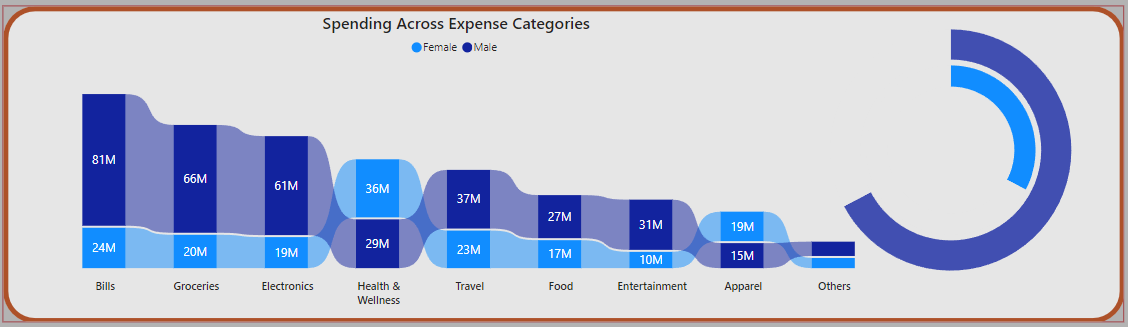 Spending Across Expense Categories
Female Male
81M
66M
61M
36M
37M
27M
31M
19M
24M
20M
19M
29M
23M
17M
10M
15M
Bills
Groceries
Electronics
Health &
Wellness
Travel
Food
Entertainment
Apparel
Others